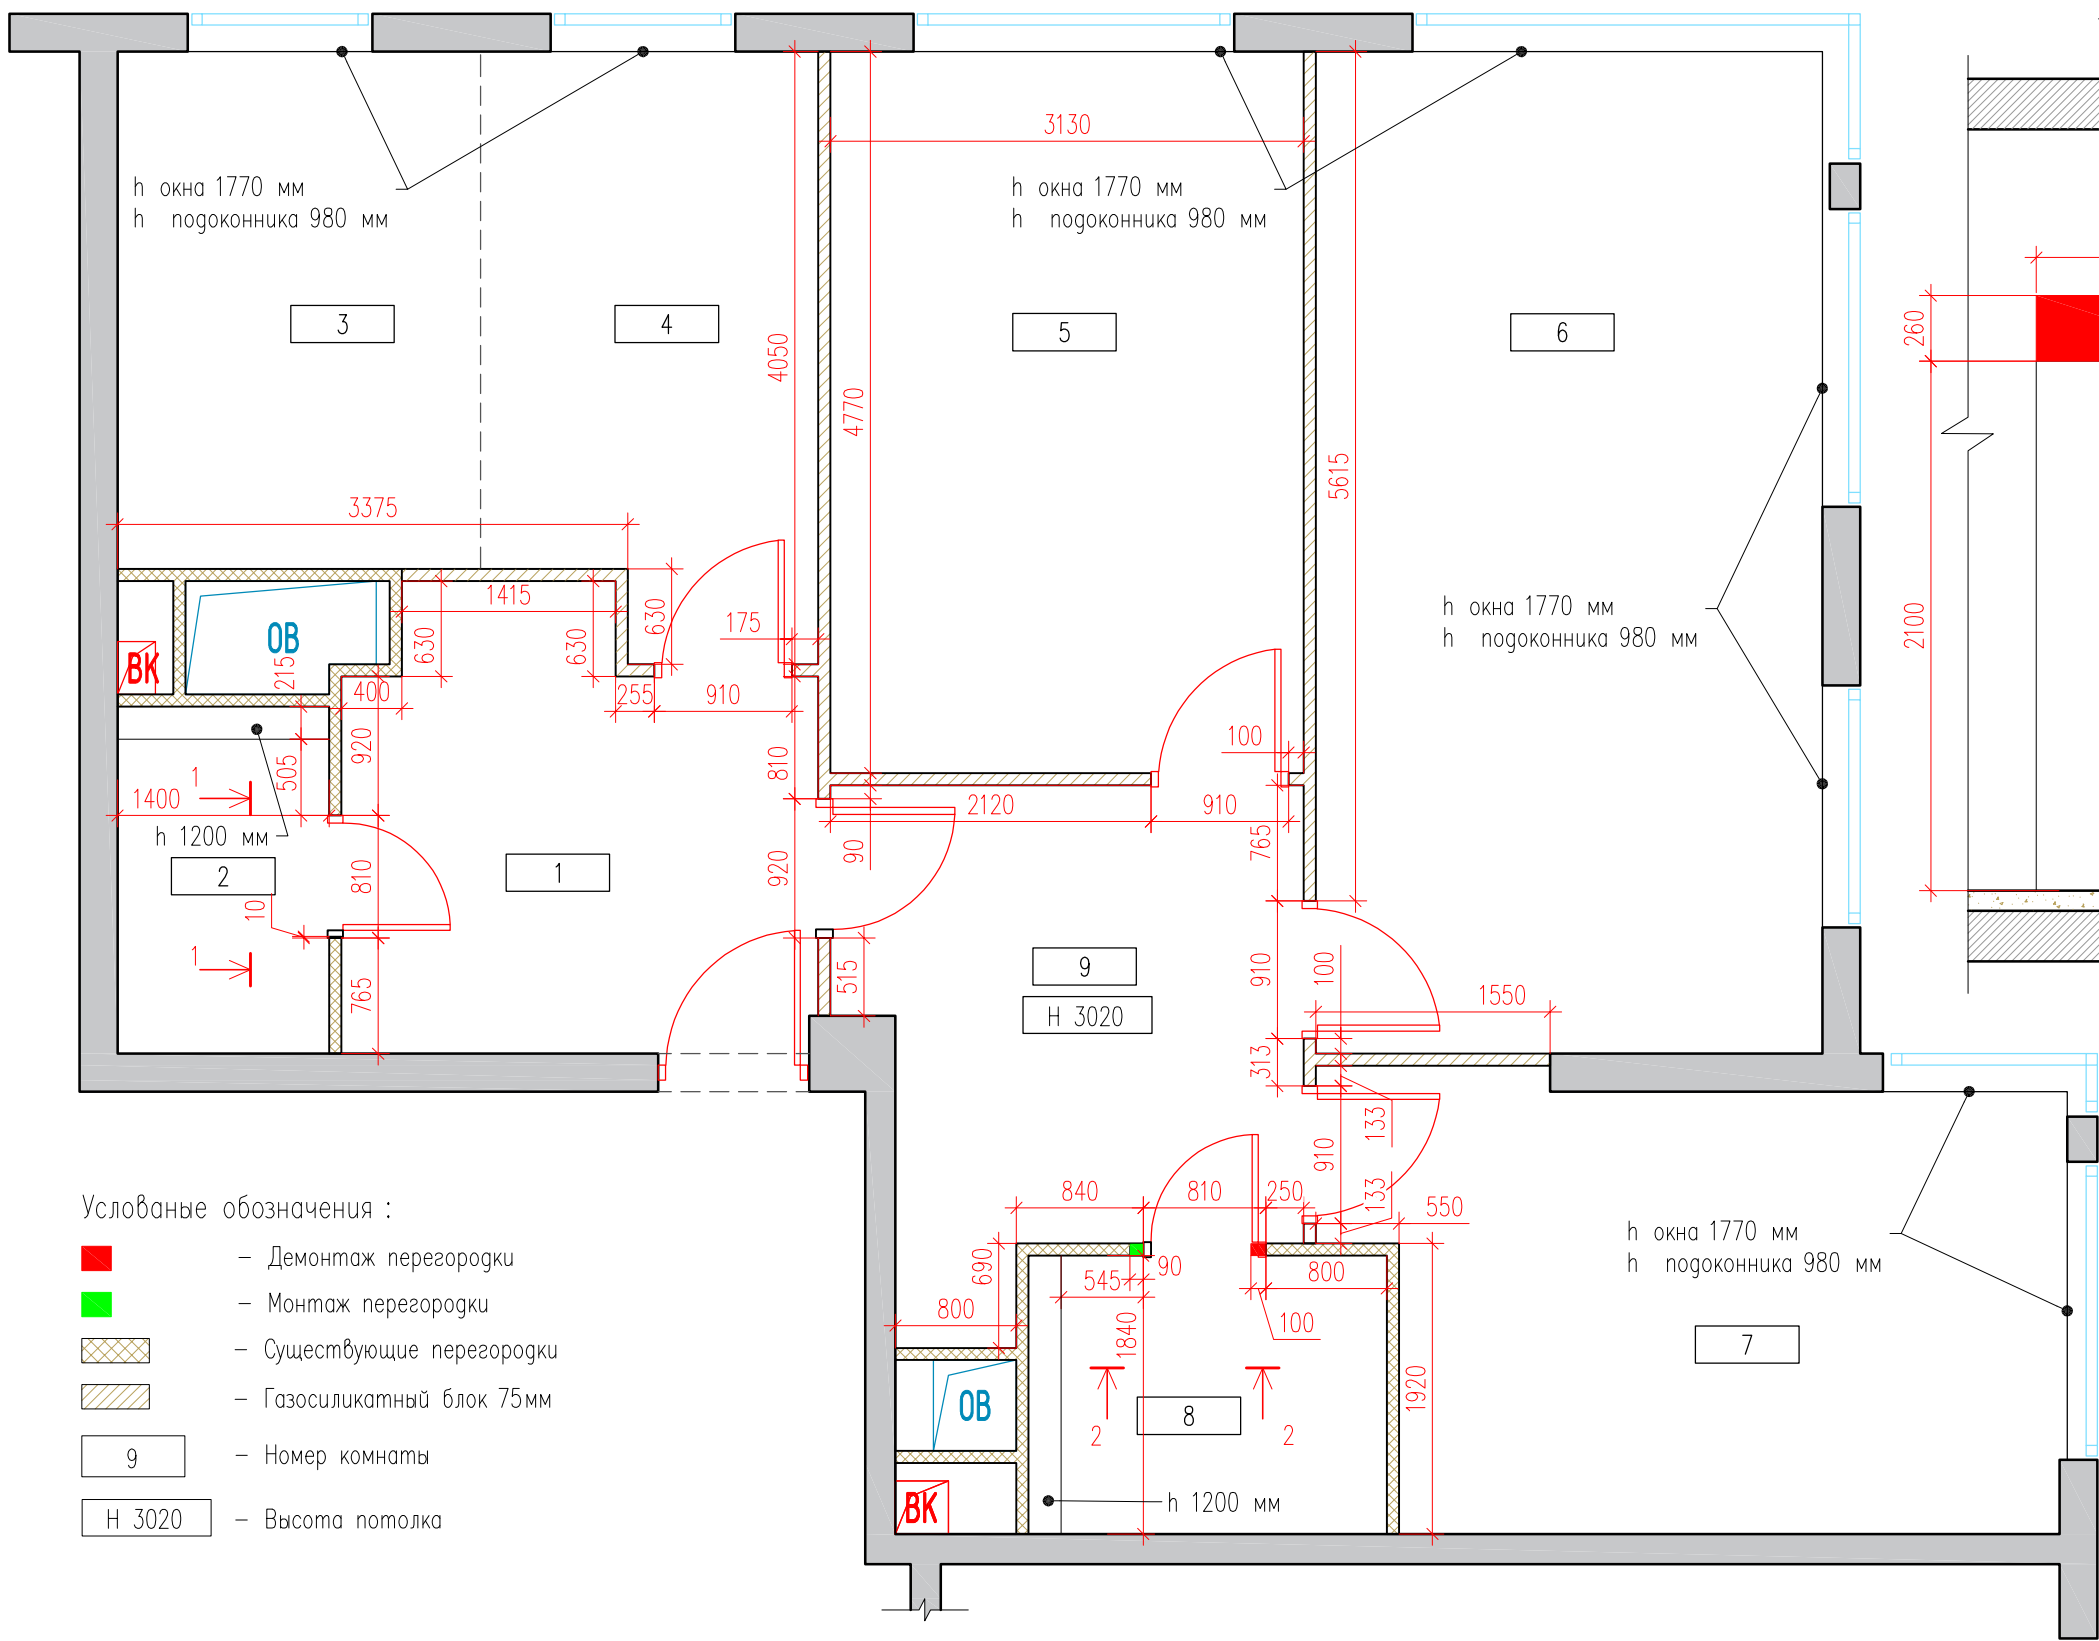 3130
h окна 1770 мм
h подоконника 980 мм
h окна 1770 мм
h подоконника 980 мм
3
4
5
6
4050
4770
5615
260
2100
3375
1415
630
630
630
175
ОВ
ВК
215
400
255
910
920
505
810
100
1
1400
2120
910
h 1200 мм
2
1
810
920
90
765
10
1
765
515
9
H 3020
910
100
1550
313
h окна 1770 мм
h подоконника 980 мм
133
910
133
840
810
250
550
690
545
90
800
800
100
1840
1920
h окна 1770 мм
h подоконника 980 мм
7
ОВ
8
2
2
ВК
h 1200 мм
Услованые обозначения :
– Демонтаж перегородки
– Монтаж перегородки
– Существующие перегородки
– Газосиликатный блок 75мм
9 – Номер комнаты
H 3020 – Высота потолка